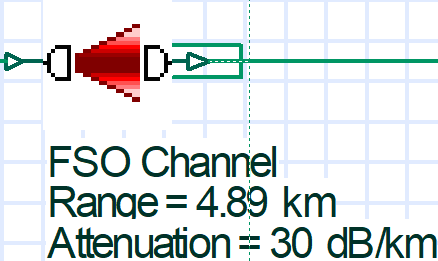 FSO Channel
Range = 4.89 km
Attenuation = 30 dB/km